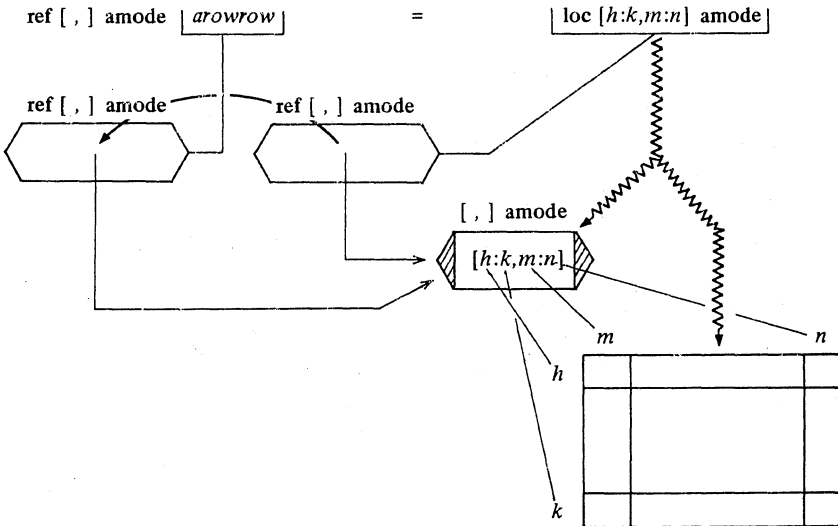 ref [ , ] amode arowrow = loc [h:k,m:n] amode
ref [ , ] amode ref [ , ] amode
[ , ] amode
[h:k,m:n]
m n
h
k